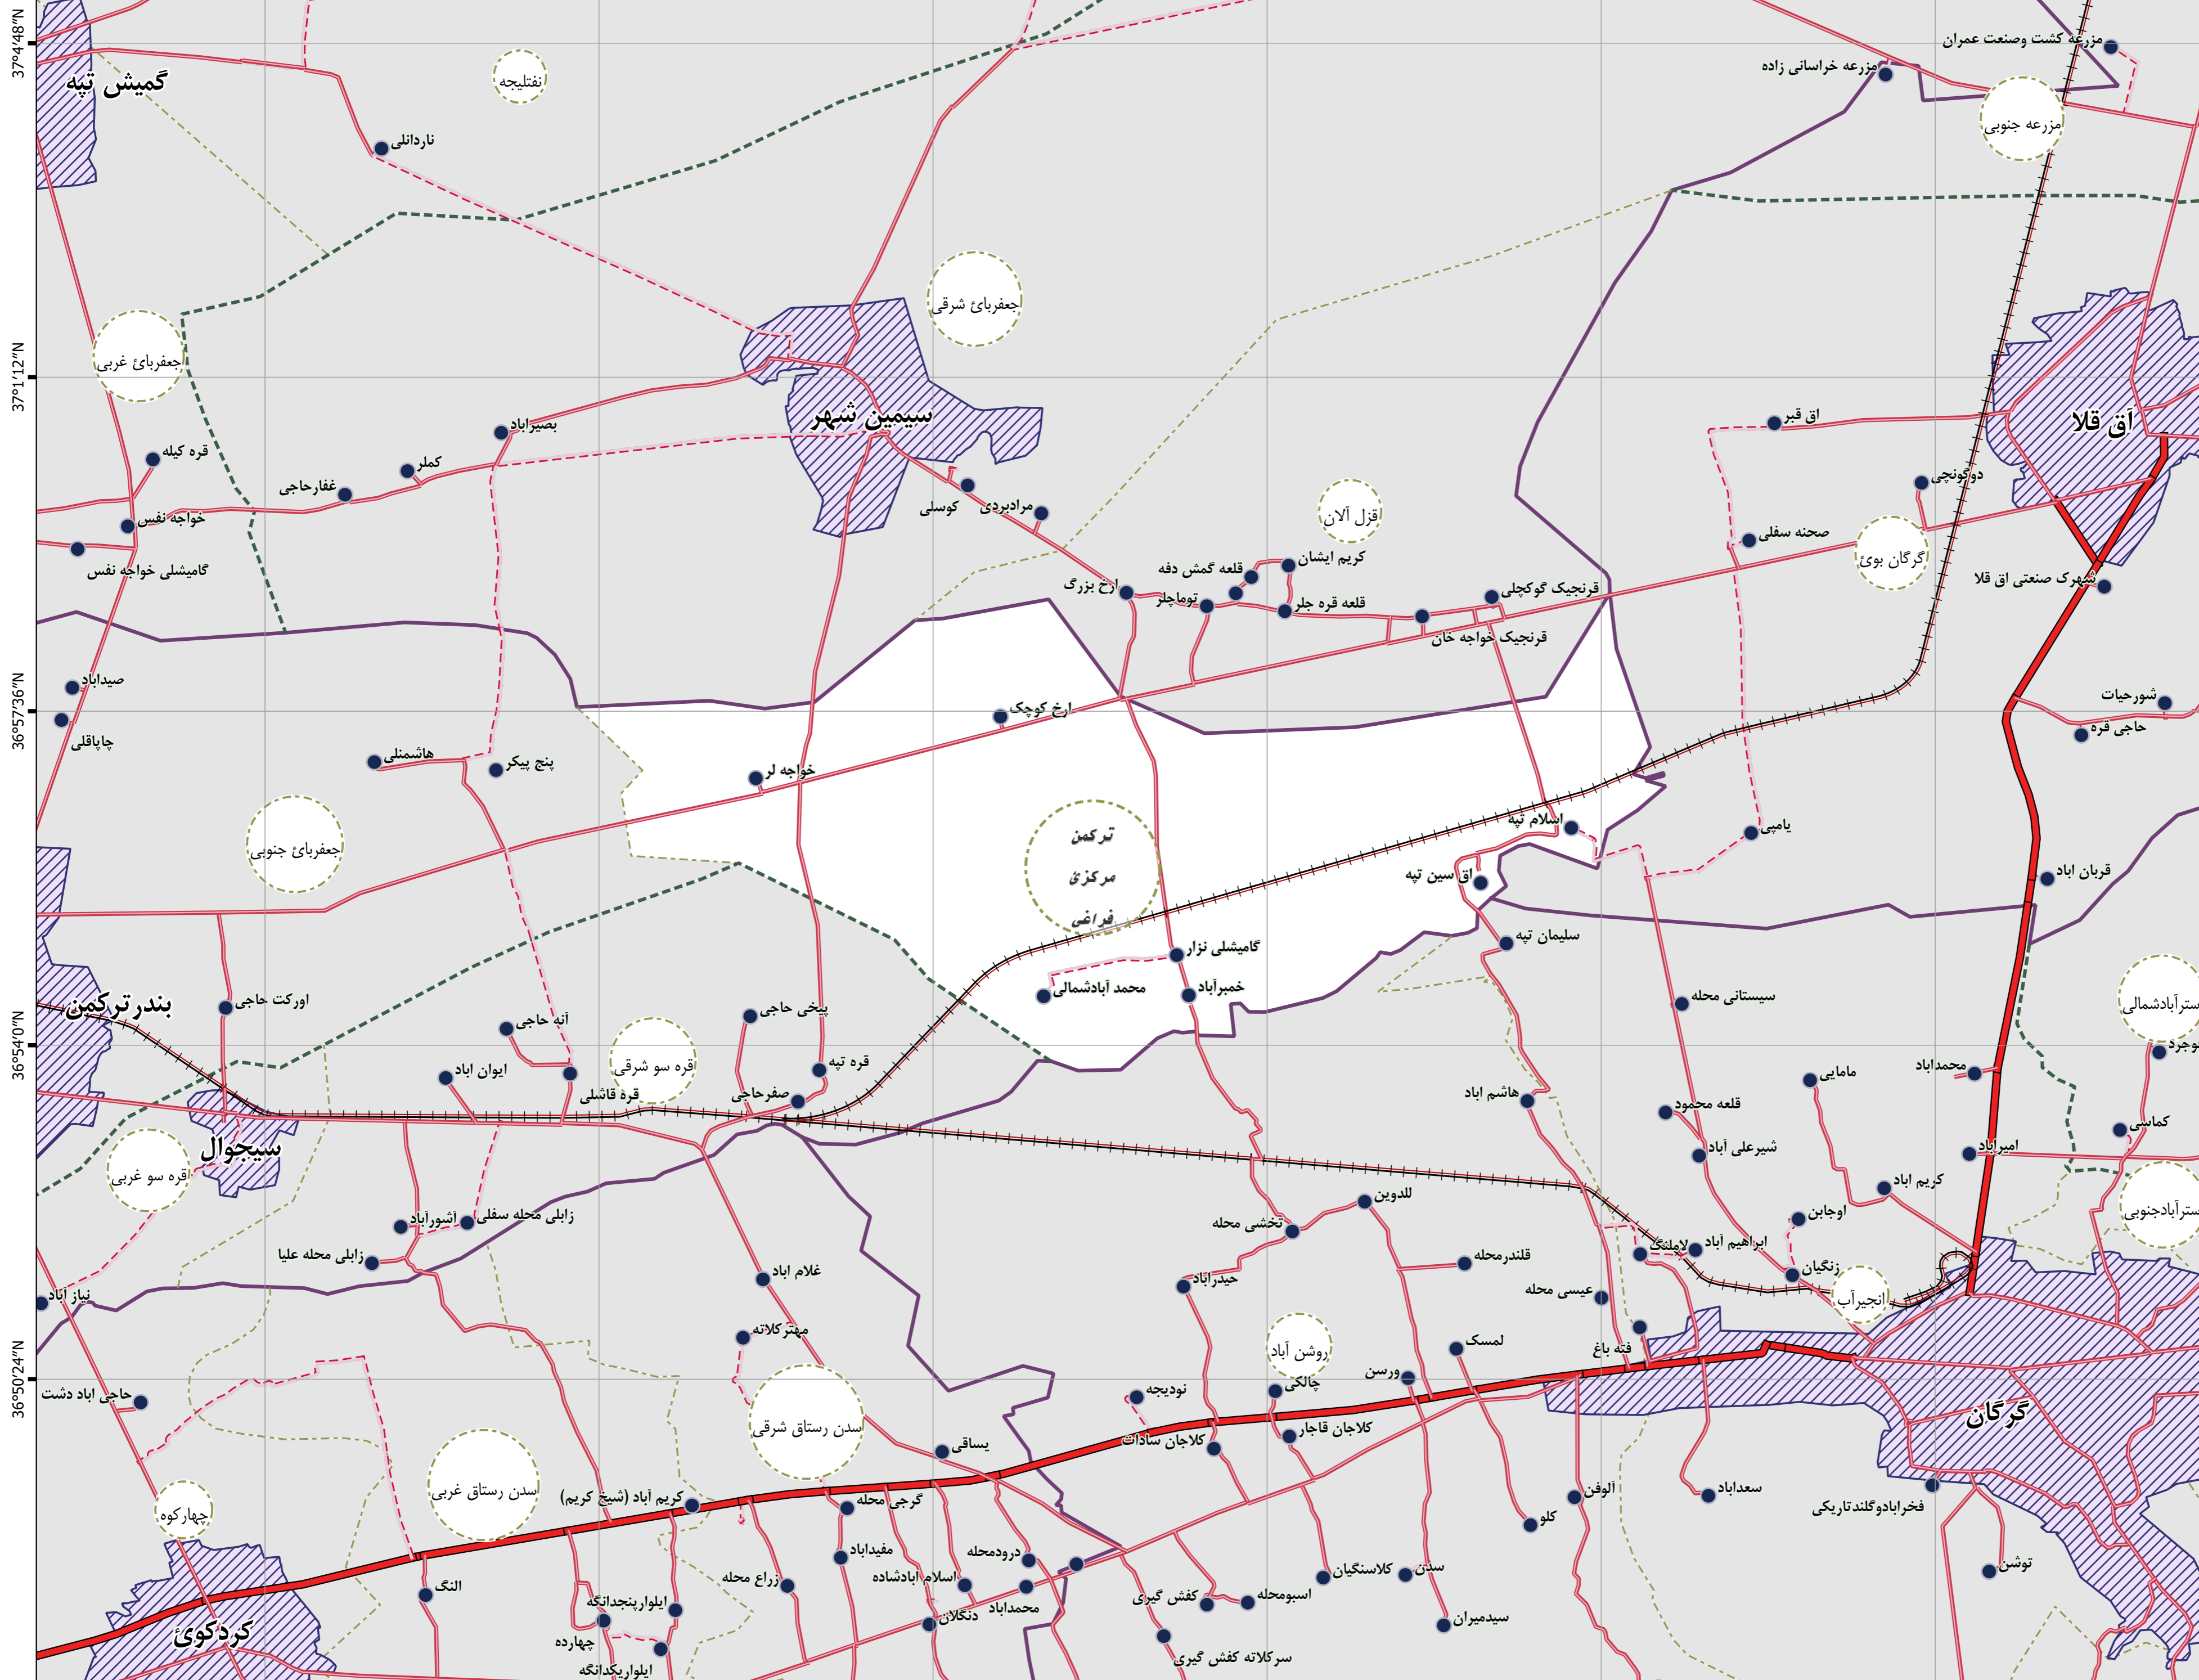 37°4'48"N
37°1'12"N
36°57'36"N
36°54'0"N
36°50'24"N
مزرعه کشت وصنعت عمران
مزرعه خراسانی زاده
گمیش تپه
نفتلیجه
مزرعه جنوبی
ناردانلی
جعفربائ شرقی
جعفربائ غربی
سیمین شهر
آق قلا
اق قبر
بصیراباد
قره کیله
کملر
غفارحاجی
دوگونچی
کوسلی
مرادبردی
قزل آلان
خواجه نفس
صحنه سفلی
گرگان بوئ
گامیشلی خواجه نفس
کریم ایشان
قلعه گمش دفه
شهرک صنعتی اق قلا
ارخ بزرگ
توماچلر
قلعه قره جلر
قرنجیک گوکچلی
قرنجیک خواجه خان
صیداباد
شورحیات
چاپاقلی
ارخ کوچک
حاجی قره
هاشمنلی
پنج پیکر
خواجه لر
جعفربائ جنوبی
ترکمن
مرکزئ
فراغی
اسلام تپه
یامپی
اق سین تپه
قربان اباد
سلیمان تپه
گامیشلی نزار
محمد آبادشمالی
خمبرآباد
سیستانی محله
سترآبادشمالی
بندرترکمن
اورکت حاجی
آنه حاجی
پیخی حاجی
ایوان اباد
قره سو شرقی
قره تپه
قره قاشلی
صفرحاجی
هاشم اباد
محمداباد
مامایی
قلعه محمود
شیرعلی آباد
کماسی
امیراباد
سیجوال
قره سو غربی
کریم اباد
سترآبادجنوبی
للدوین
تخشی محله
اوجابن
آشورآباد
زابلی محله سفلی
زابلی محله علیا
لاملنگ
ابراهیم آباد
زنگیان
انجیرآب
قلندرمحله
حیدراباد
عیسی محله
غلام اباد
نیاز آباد
مهترکلاته
روشن آباد
لمسک
فته باغ
ورسن
حاجی اباد دشت
نودیجه
چالکی
گرگان
سدن رستاق شرقی
کلاجان قاجار
کلاجان سادات
یساقی
سدن رستاق غربی
کریم آباد (شیخ کریم)
گرجی محله
آلوفن
سعداباد
فخرابادوگلندتاریکی
چهارکوه
کلو
مفیداباد
درودمحله
زراع محله
اسلام ابادشاده
النگ
کلاسنگیان
سدن
توشن
ایلوارپنجدانگه
محمداباد
دنگلان
کفش گیری
اسبومحله
سیدمیران
کردکوئ
چهارده
ایلواریکدانگه
سرکلاته کفش گیری